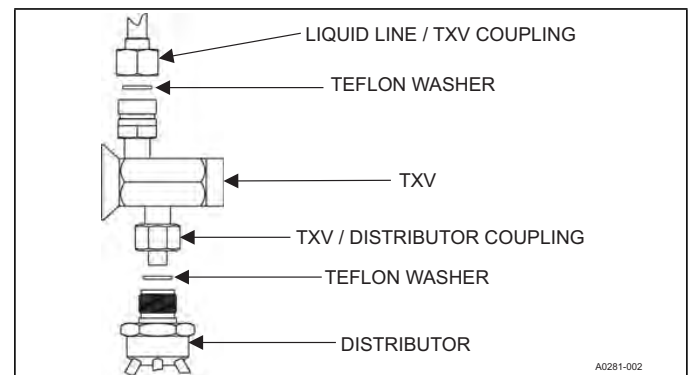 LIQUID LINE / TXV COUPLING
TEFLON WASHER
TXV
TXV / DISTRIBUTOR COUPLING
TEFLON WASHER
DISTRIBUTOR
A0281-002